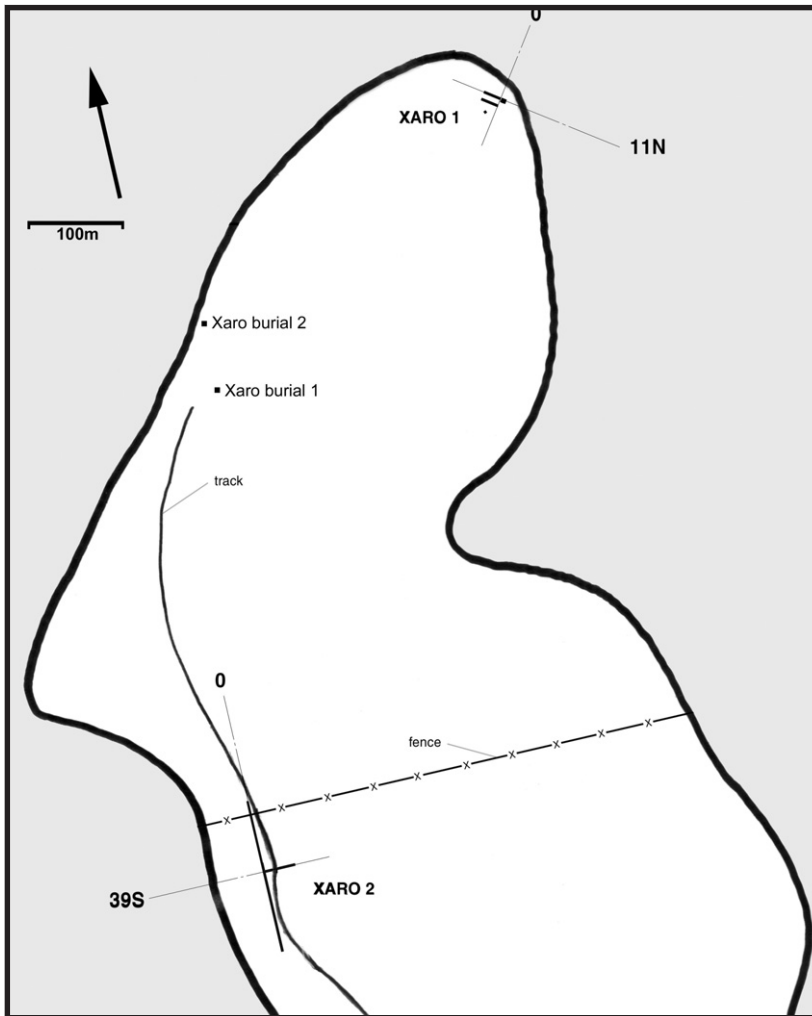 0
XARO 1
11N
100m
Xaro burial 2
Xaro burial 1
track
0
fence
39S
XARO 2